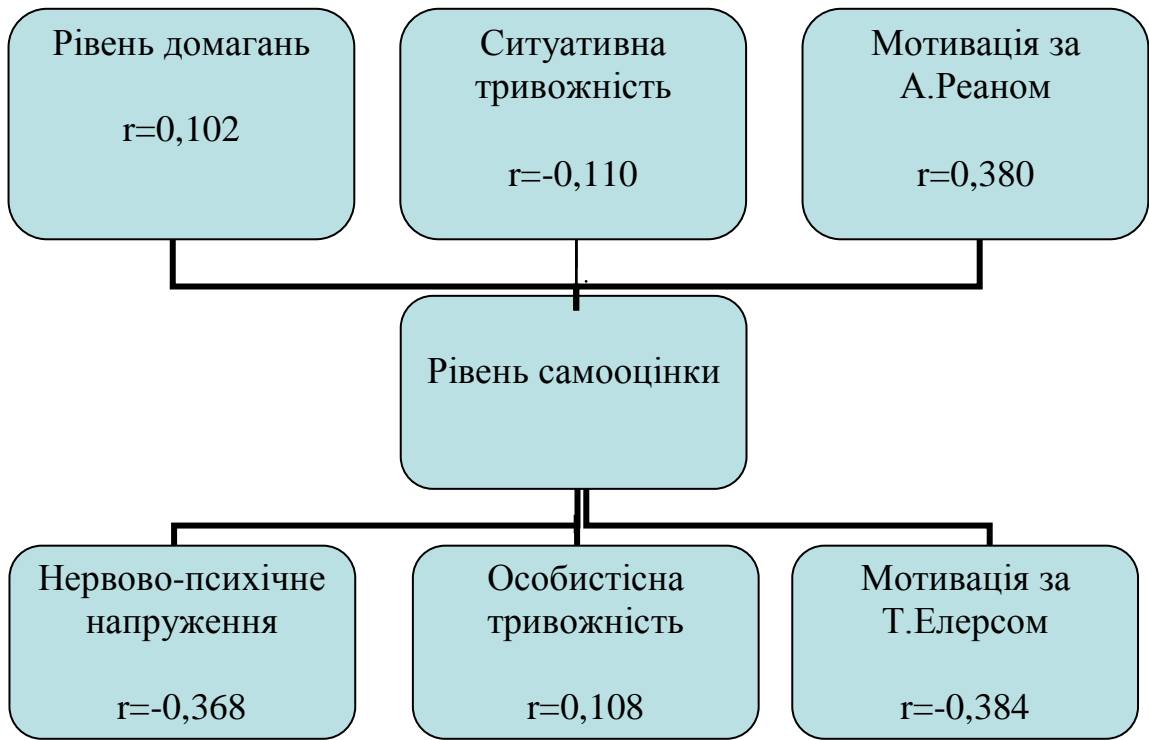 Рівень домагань
r=0,102
Ситуативна
тривожність
r=-0,110
Мотивація за
А.Реаном
r=0,380
Рівень самооцінки
Нервово-психічне
напруження
r=-0,368
Особистісна
тривожність
r=0,108
Мотивація за
Т.Елерсом
r=-0,384